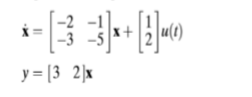 ẋ = [−2 −1; −3 −5]x + [1; 2]u(t)
y = [3 2]x